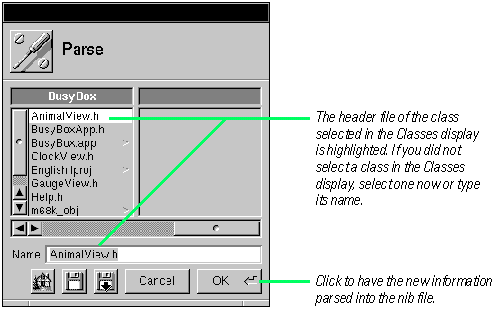 Parse
BusyBox
AnimalView.h
BusyBoxApp.h
BusyBox.app
ClockView.h
English.lproj
GaugeView.h
Help.h
m68k_obj
Name AnimalView.h
Cancel OK
The header file of the class
selected in the Classes display
is highlighted. If you did not
select a class in the Classes
display, select one now or type
its name.
Click to have the new information
parsed into the nib file.